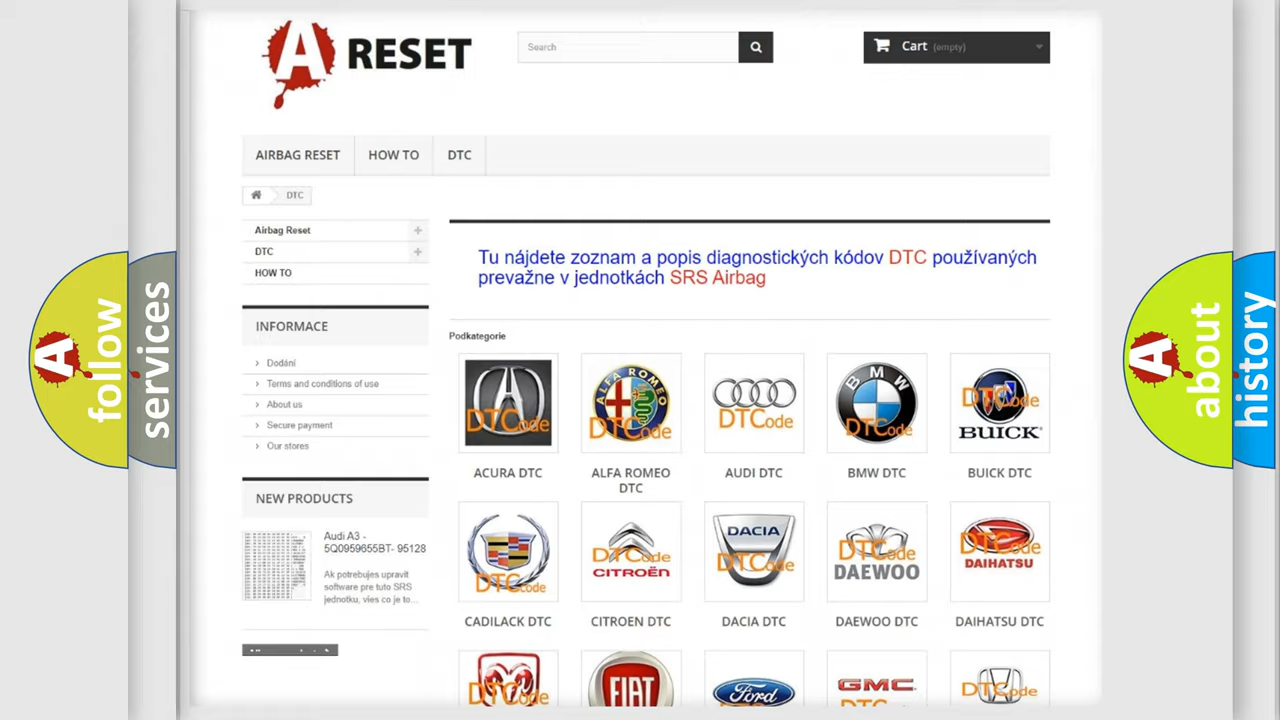 A RESET
Search
Cart (empty)
AIRBAG RESET
HOW TO
DTC
DTC
Airbag Reset
DTC
HOW TO
INFORMACE
Dodání
Terms and conditions of use
About us
Secure payment
Our stores
NEW PRODUCTS
Audi A3 -
5Q0959655BT- 95128
Ak potrebujes upravit
software pre tuto SRS
jednotku, vies co je to...
Tu nájdete zoznam a popis diagnostických kódov DTC používaných
prevažne v jednotkách SRS Airbag
Podkategorie
DTCode
ALFA ROMEO
DTCode
DTCode
BMW
DTCode
DTCode
BUICK
ACURA DTC
ALFA ROMEO
DTC
AUDI DTC
BMW DTC
BUICK DTC
DTCode
DTCode
CITROËN
DACIA
DTCode
DTCode
DAEWOO
DTCode
DAIHATSU
CADILACK DTC
CITROEN DTC
DACIA DTC
DAEWOO DTC
DAIHATSU DTC
DTCode
FIAT
Ford
GMC
DTCode
A follow
services
A about
history